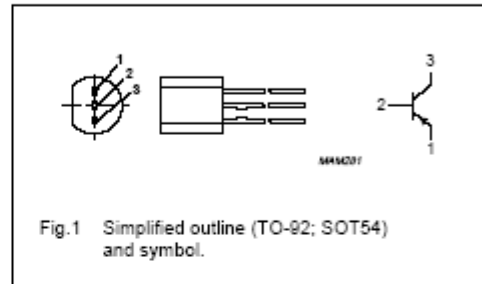 1
2
3
3
2
1
MAM281
Fig.1 Simplified outline (TO-92; SOT54)
and symbol.